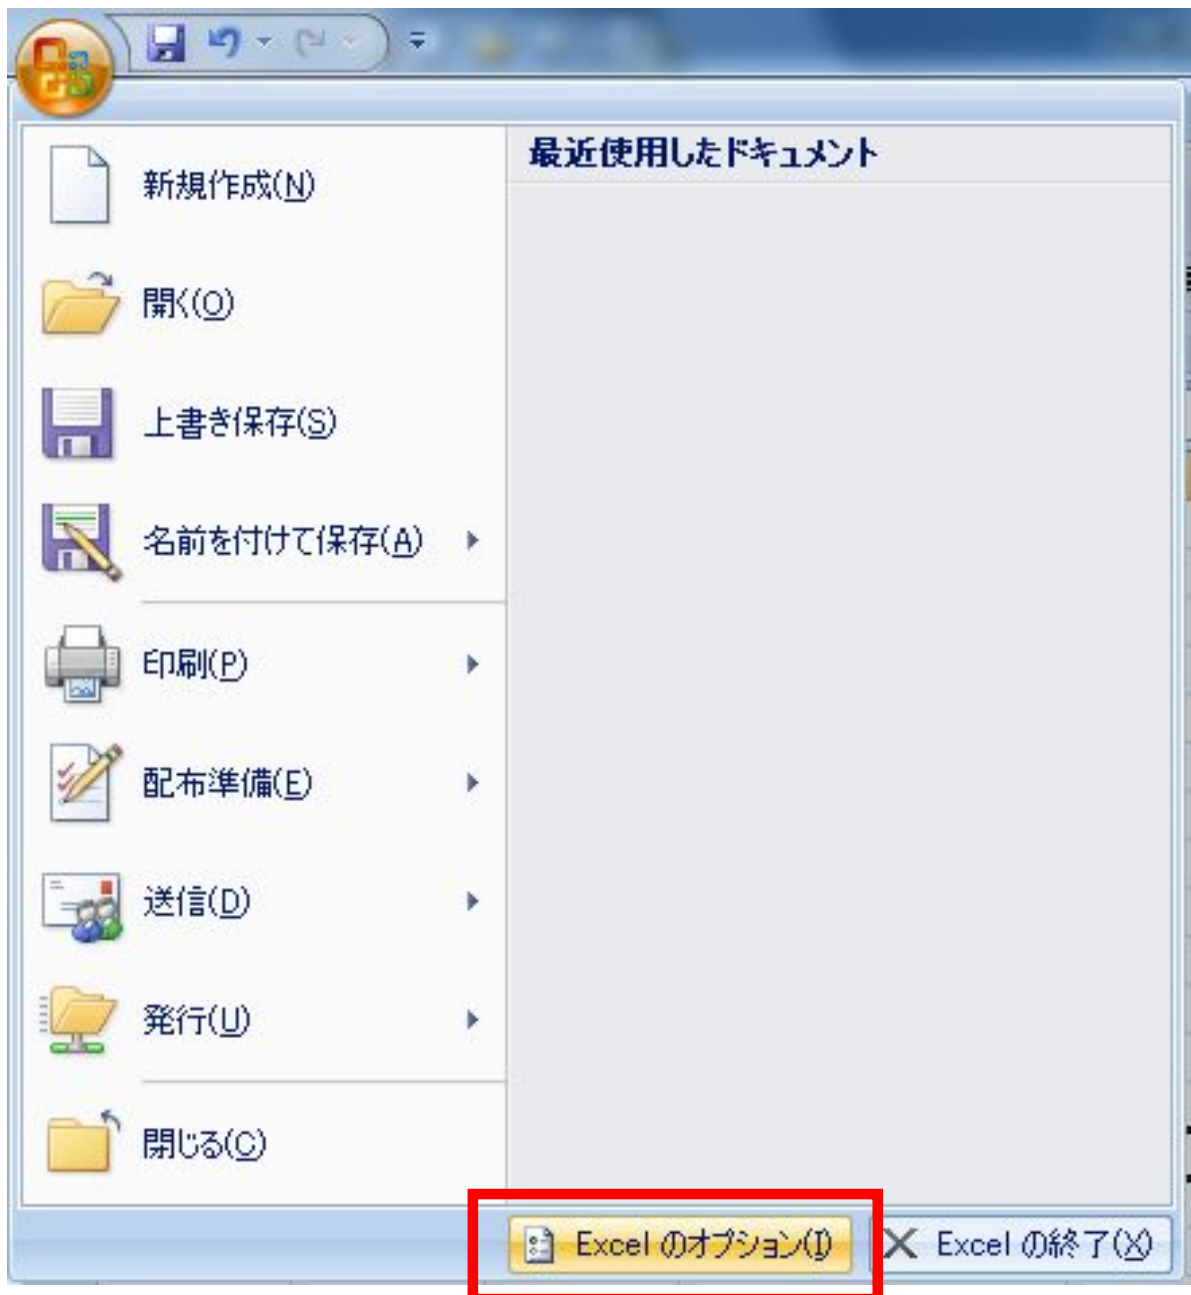 最近使用したドキュメント
新規作成(N)
開く(O)
上書き保存(S)
名前を付けて保存(A)
印刷(P)
配布準備(E)
送信(D)
発行(U)
閉じる(C)
Excel のオプション(I)
Excel の終了(X)